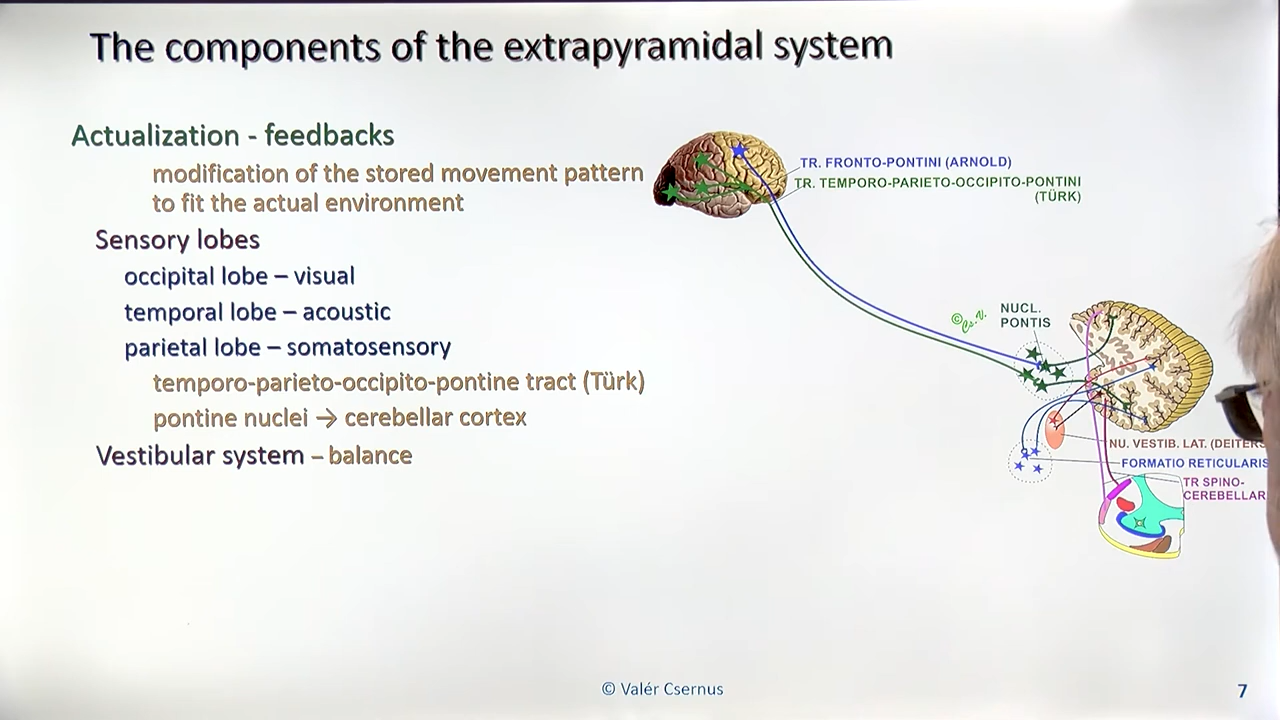 The components of the extrapyramidal system
Actualization - feedbacks
modification of the stored movement pattern
to fit the actual environment
Sensory lobes
occipital lobe – visual
temporal lobe – acoustic
parietal lobe – somatosensory
temporo-parieto-occipito-pontine tract (Türk)
pontine nuclei → cerebellar cortex
Vestibular system – balance
TR. FRONTO-PONTINI (ARNOLD)
TR. TEMPORO-PARIETO-OCCIPITO-PONTINI
(TÜRK)
© Cs.V.
NUCL.
PONTIS
NU. VESTIB. LAT. (DEITERS
FORMATIO RETICULARIS
TR SPINO-
CEREBELLAR
© Valér Csernus
7